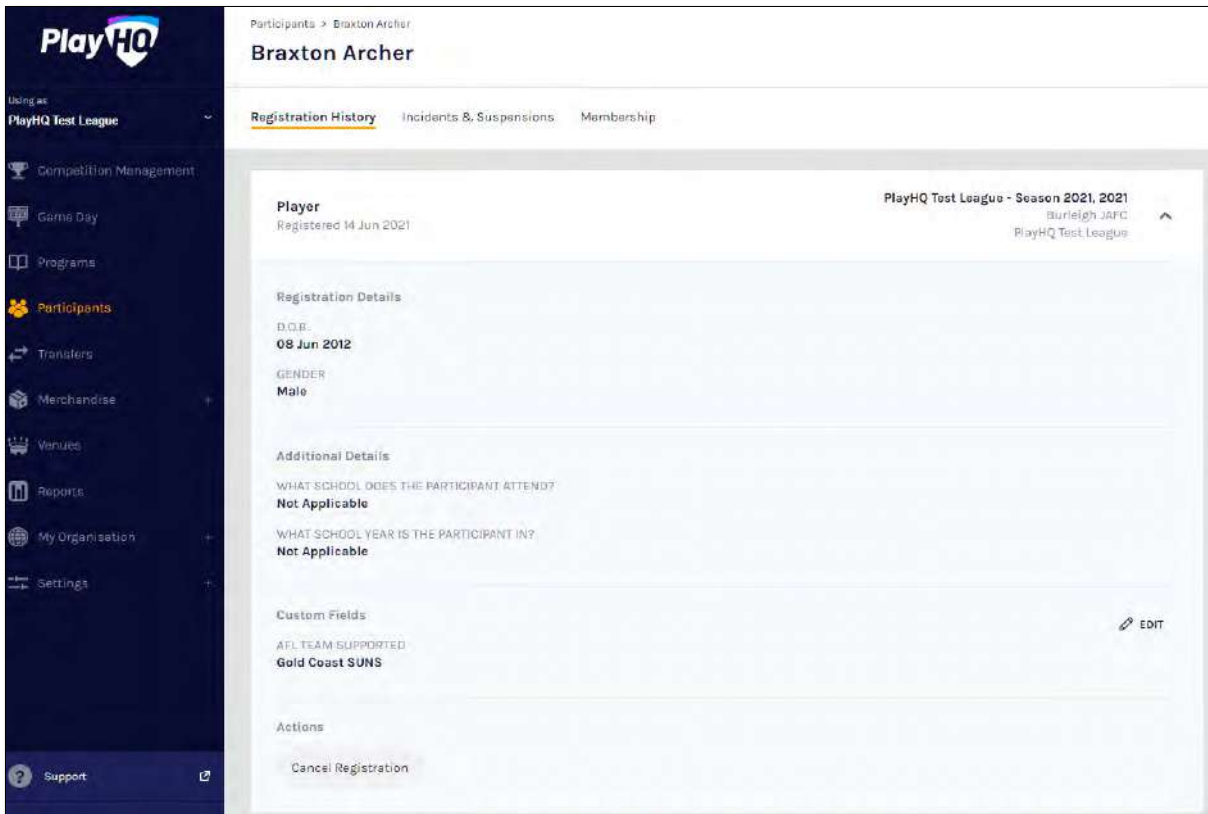 PlayHQ
Using as
PlayHQ Test League
Competition Management
Game Day
Programs
Participants
Transfers
Merchandise +
Venues
Reports
My Organisation +
Settings +
Support
Participants > Braxton Archer
Braxton Archer
Registration History Incidents & Suspensions Membership
Player
Registered 14 Jun 2021
PlayHQ Test League - Season 2021, 2021
Burleigh JAFC
PlayHQ Test League
Registration Details
D.O.B.
08 Jun 2012
GENDER
Male
Additional Details
WHAT SCHOOL DOES THE PARTICIPANT ATTEND?
Not Applicable
WHAT SCHOOL YEAR IS THE PARTICIPANT IN?
Not Applicable
Custom Fields
EDIT
AFL TEAM SUPPORTED
Gold Coast SUNS
Actions
Cancel Registration